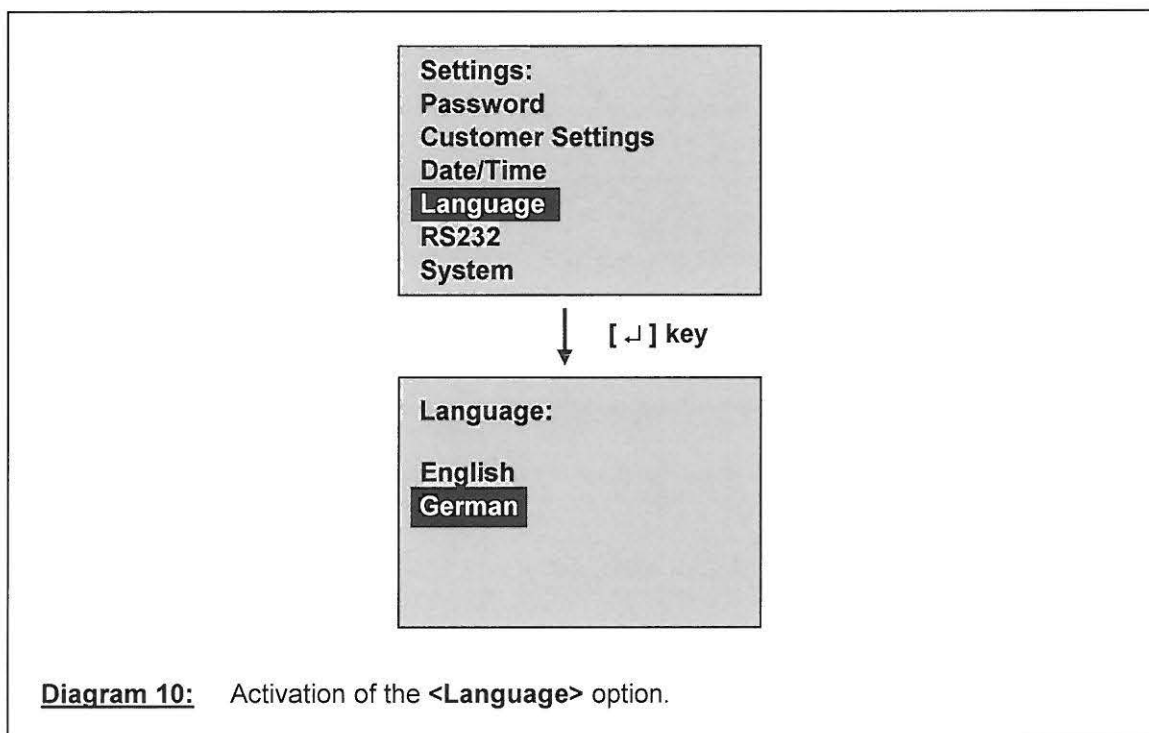 Settings:
Password
Customer Settings
Date/Time
Language
RS232
System
[ ↵ ] key
Language:
English
German
Diagram 10: Activation of the <Language> option.